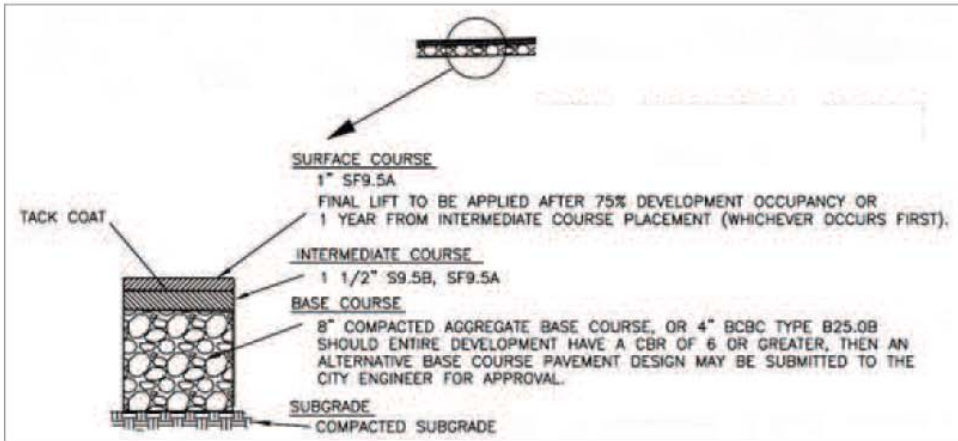 SURFACE COURSE
1" SF9.5A
FINAL LIFT TO BE APPLIED AFTER 75% DEVELOPMENT OCCUPANCY OR
1 YEAR FROM INTERMEDIATE COURSE PLACEMENT (WHICHEVER OCCURS FIRST).
TACK COAT
INTERMEDIATE COURSE
1 1/2" S9.5B, SF9.5A
BASE COURSE
8" COMPACTED AGGREGATE BASE COURSE, OR 4" BCBC TYPE B25.0B
SHOULD ENTIRE DEVELOPMENT HAVE A CBR OF 6 OR GREATER, THEN AN
ALTERNATIVE BASE COURSE PAVEMENT DESIGN MAY BE SUBMITTED TO THE
CITY ENGINEER FOR APPROVAL.
SUBGRADE
COMPACTED SUBGRADE